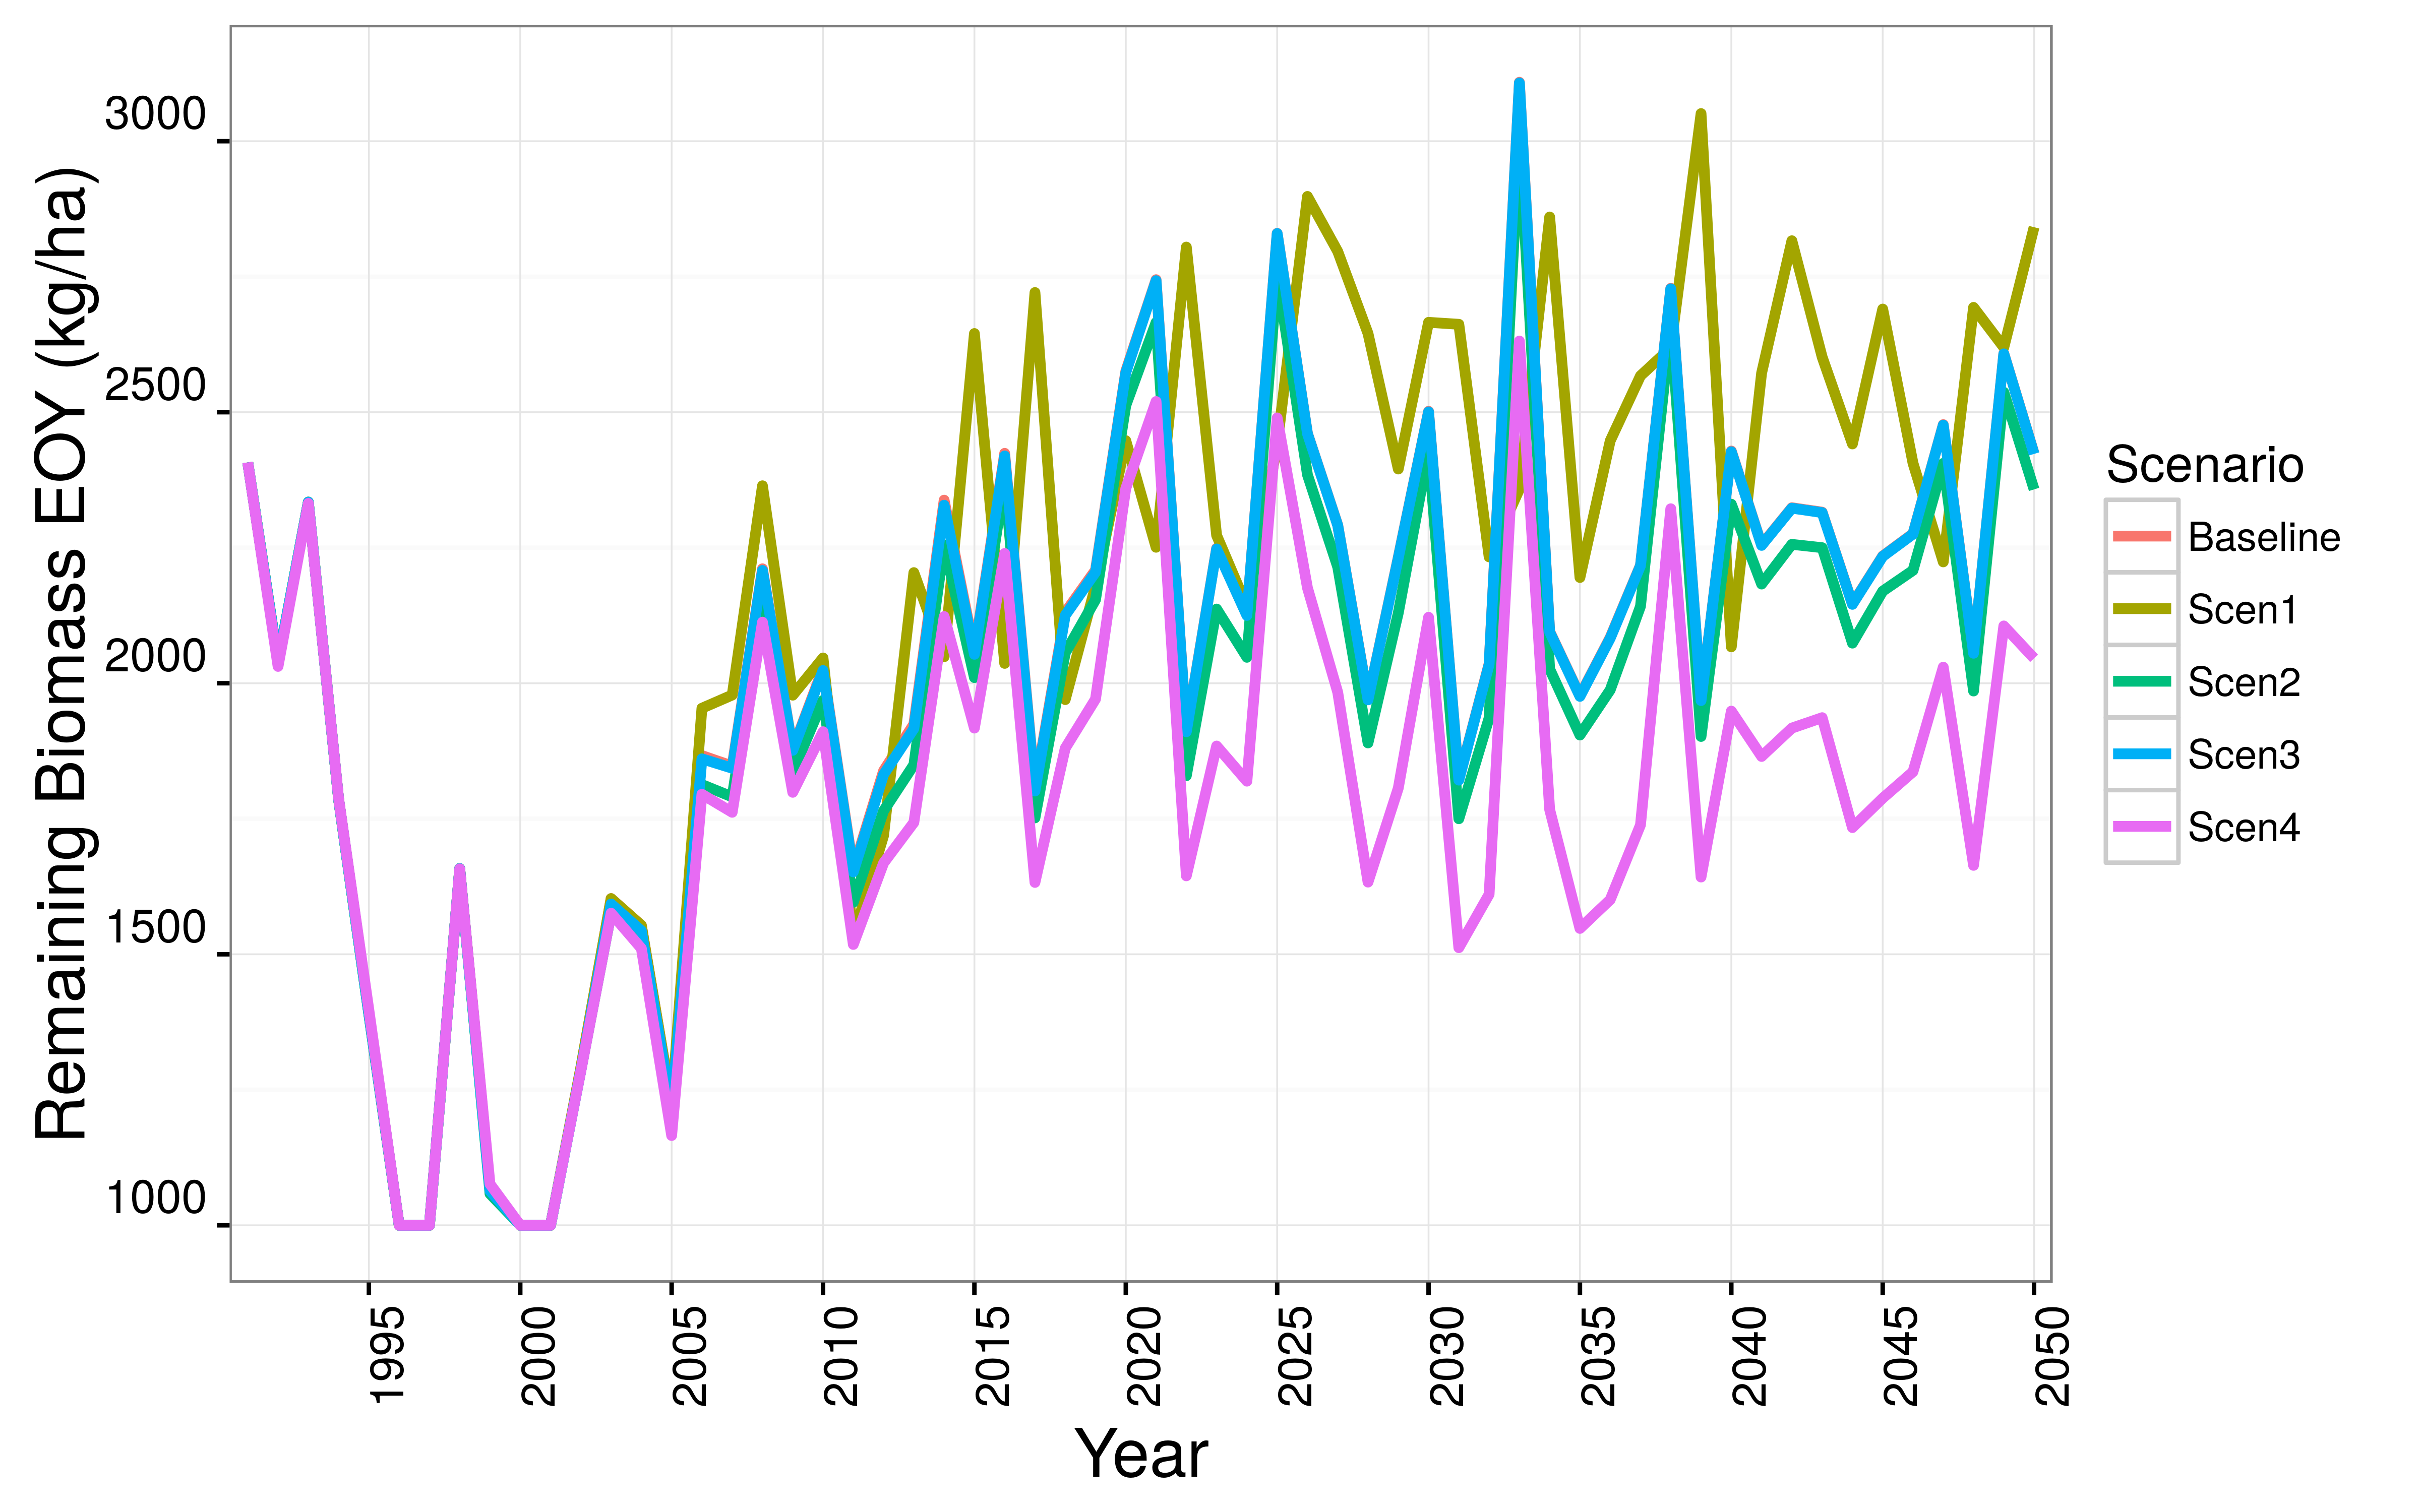 Remaining Biomass EOY (kg/ha)
3000
2500
2000
1500
1000
1995
2000
2005
2010
2015
2020
2025
2030
2035
2040
2045
2050
Year
Scenario
Baseline
Scen1
Scen2
Scen3
Scen4